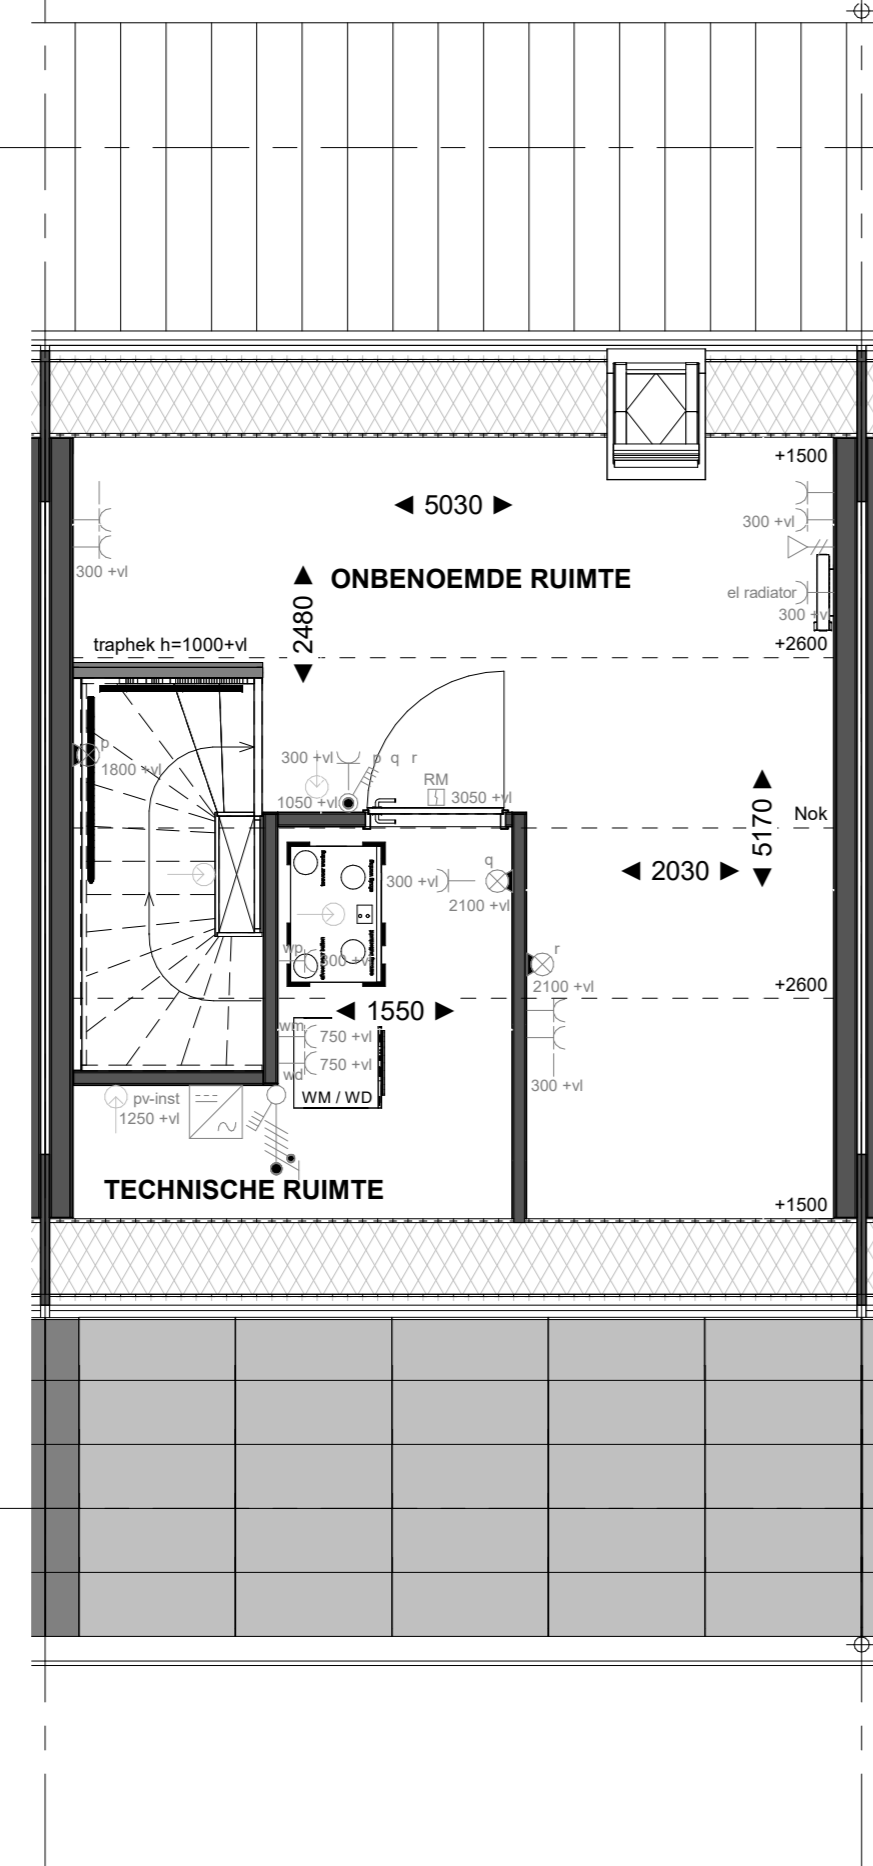 +1500
5030
300 +vl
ONBENOEMDE RUIMTE
300 +vl
el radiator
300 +vl
2480
traphek h=1000+vl
+2600
p
1800 +vl
300 +vl
p q r
RM
1050 +vl
3050 +vl
Nok
5170
q
300 +vl
2030
2100 +vl
r
wp
300 +vl
2100 +vl
+2600
1550
wm
750 +vl
750 +vl
wd
300 +vl
pv-inst
1250 +vl
WM / WD
TECHNISCHE RUIMTE
+1500